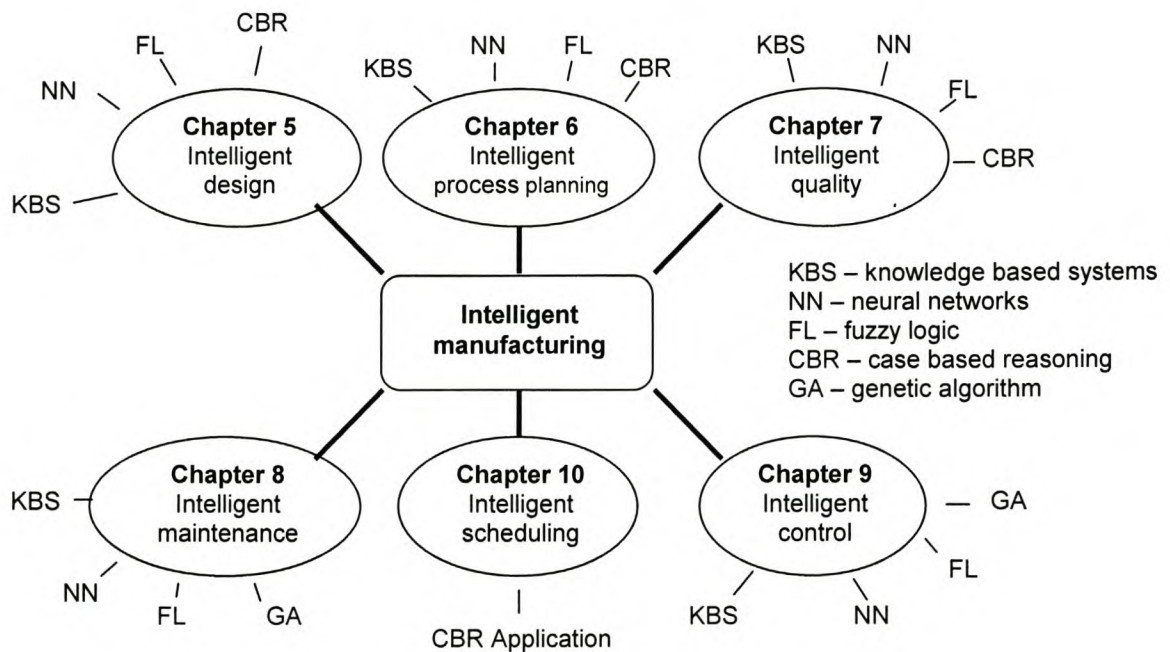 CBR
FL
NN
KBS
Chapter 5
Intelligent
design
NN
FL
KBS
CBR
Chapter 6
Intelligent
process planning
KBS
NN
FL
CBR
Chapter 7
Intelligent
quality
Intelligent
manufacturing
KBS – knowledge based systems
NN – neural networks
FL – fuzzy logic
CBR – case based reasoning
GA – genetic algorithm
Chapter 8
Intelligent
maintenance
KBS
NN
FL
GA
Chapter 10
Intelligent
scheduling
CBR Application
Chapter 9
Intelligent
control
GA
FL
KBS
NN